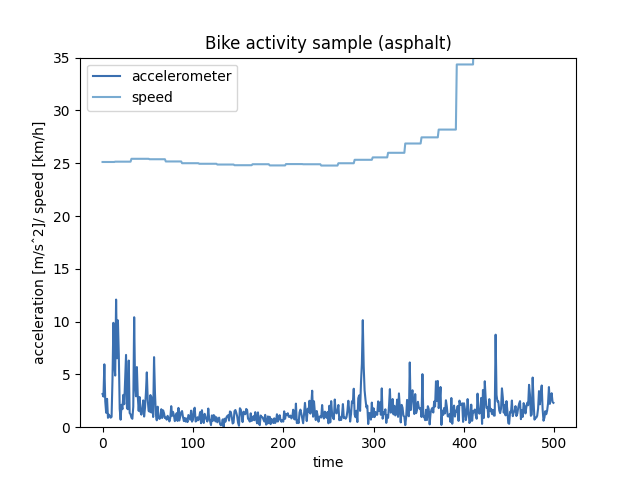 Bike activity sample (asphalt)
35
30
25
20
15
10
5
0
acceleration [m/sˆ2]/ speed [km/h]
accelerometer
speed
0 100 200 300 400 500
time